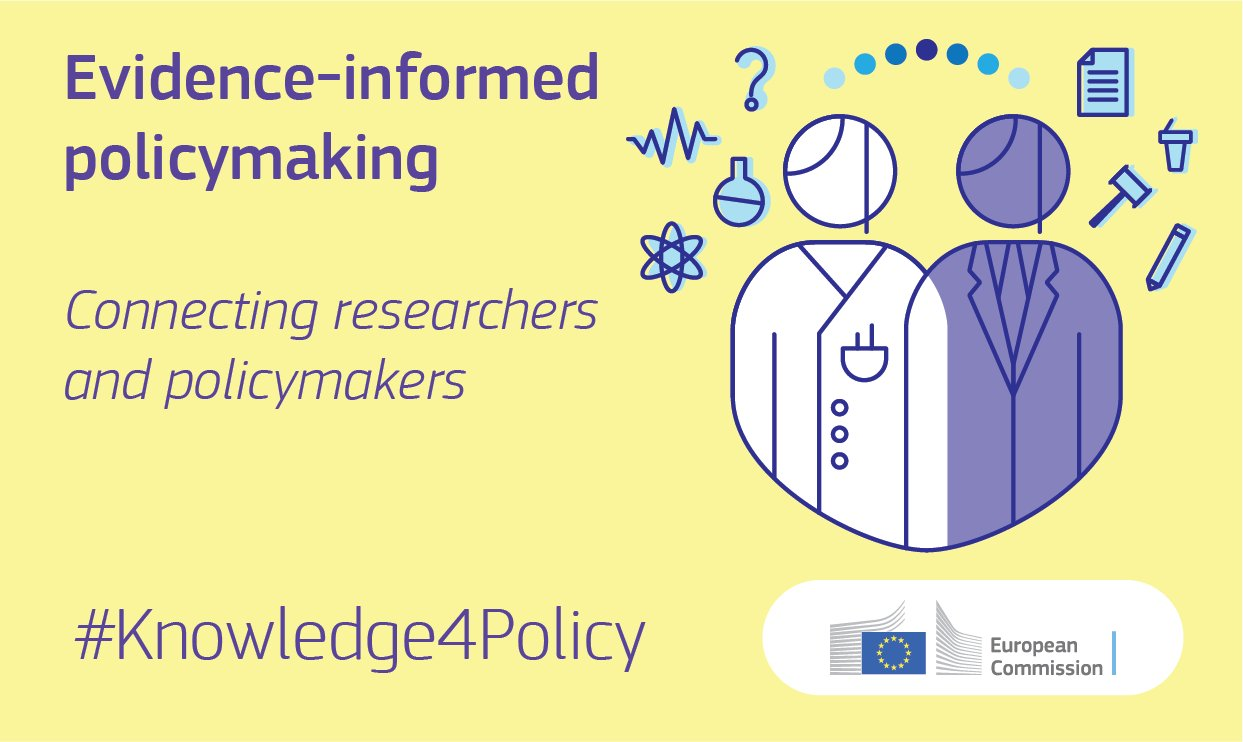 Evidence-informed
policymaking
Connecting researchers
and policymakers
#Knowledge4Policy
European
Commission